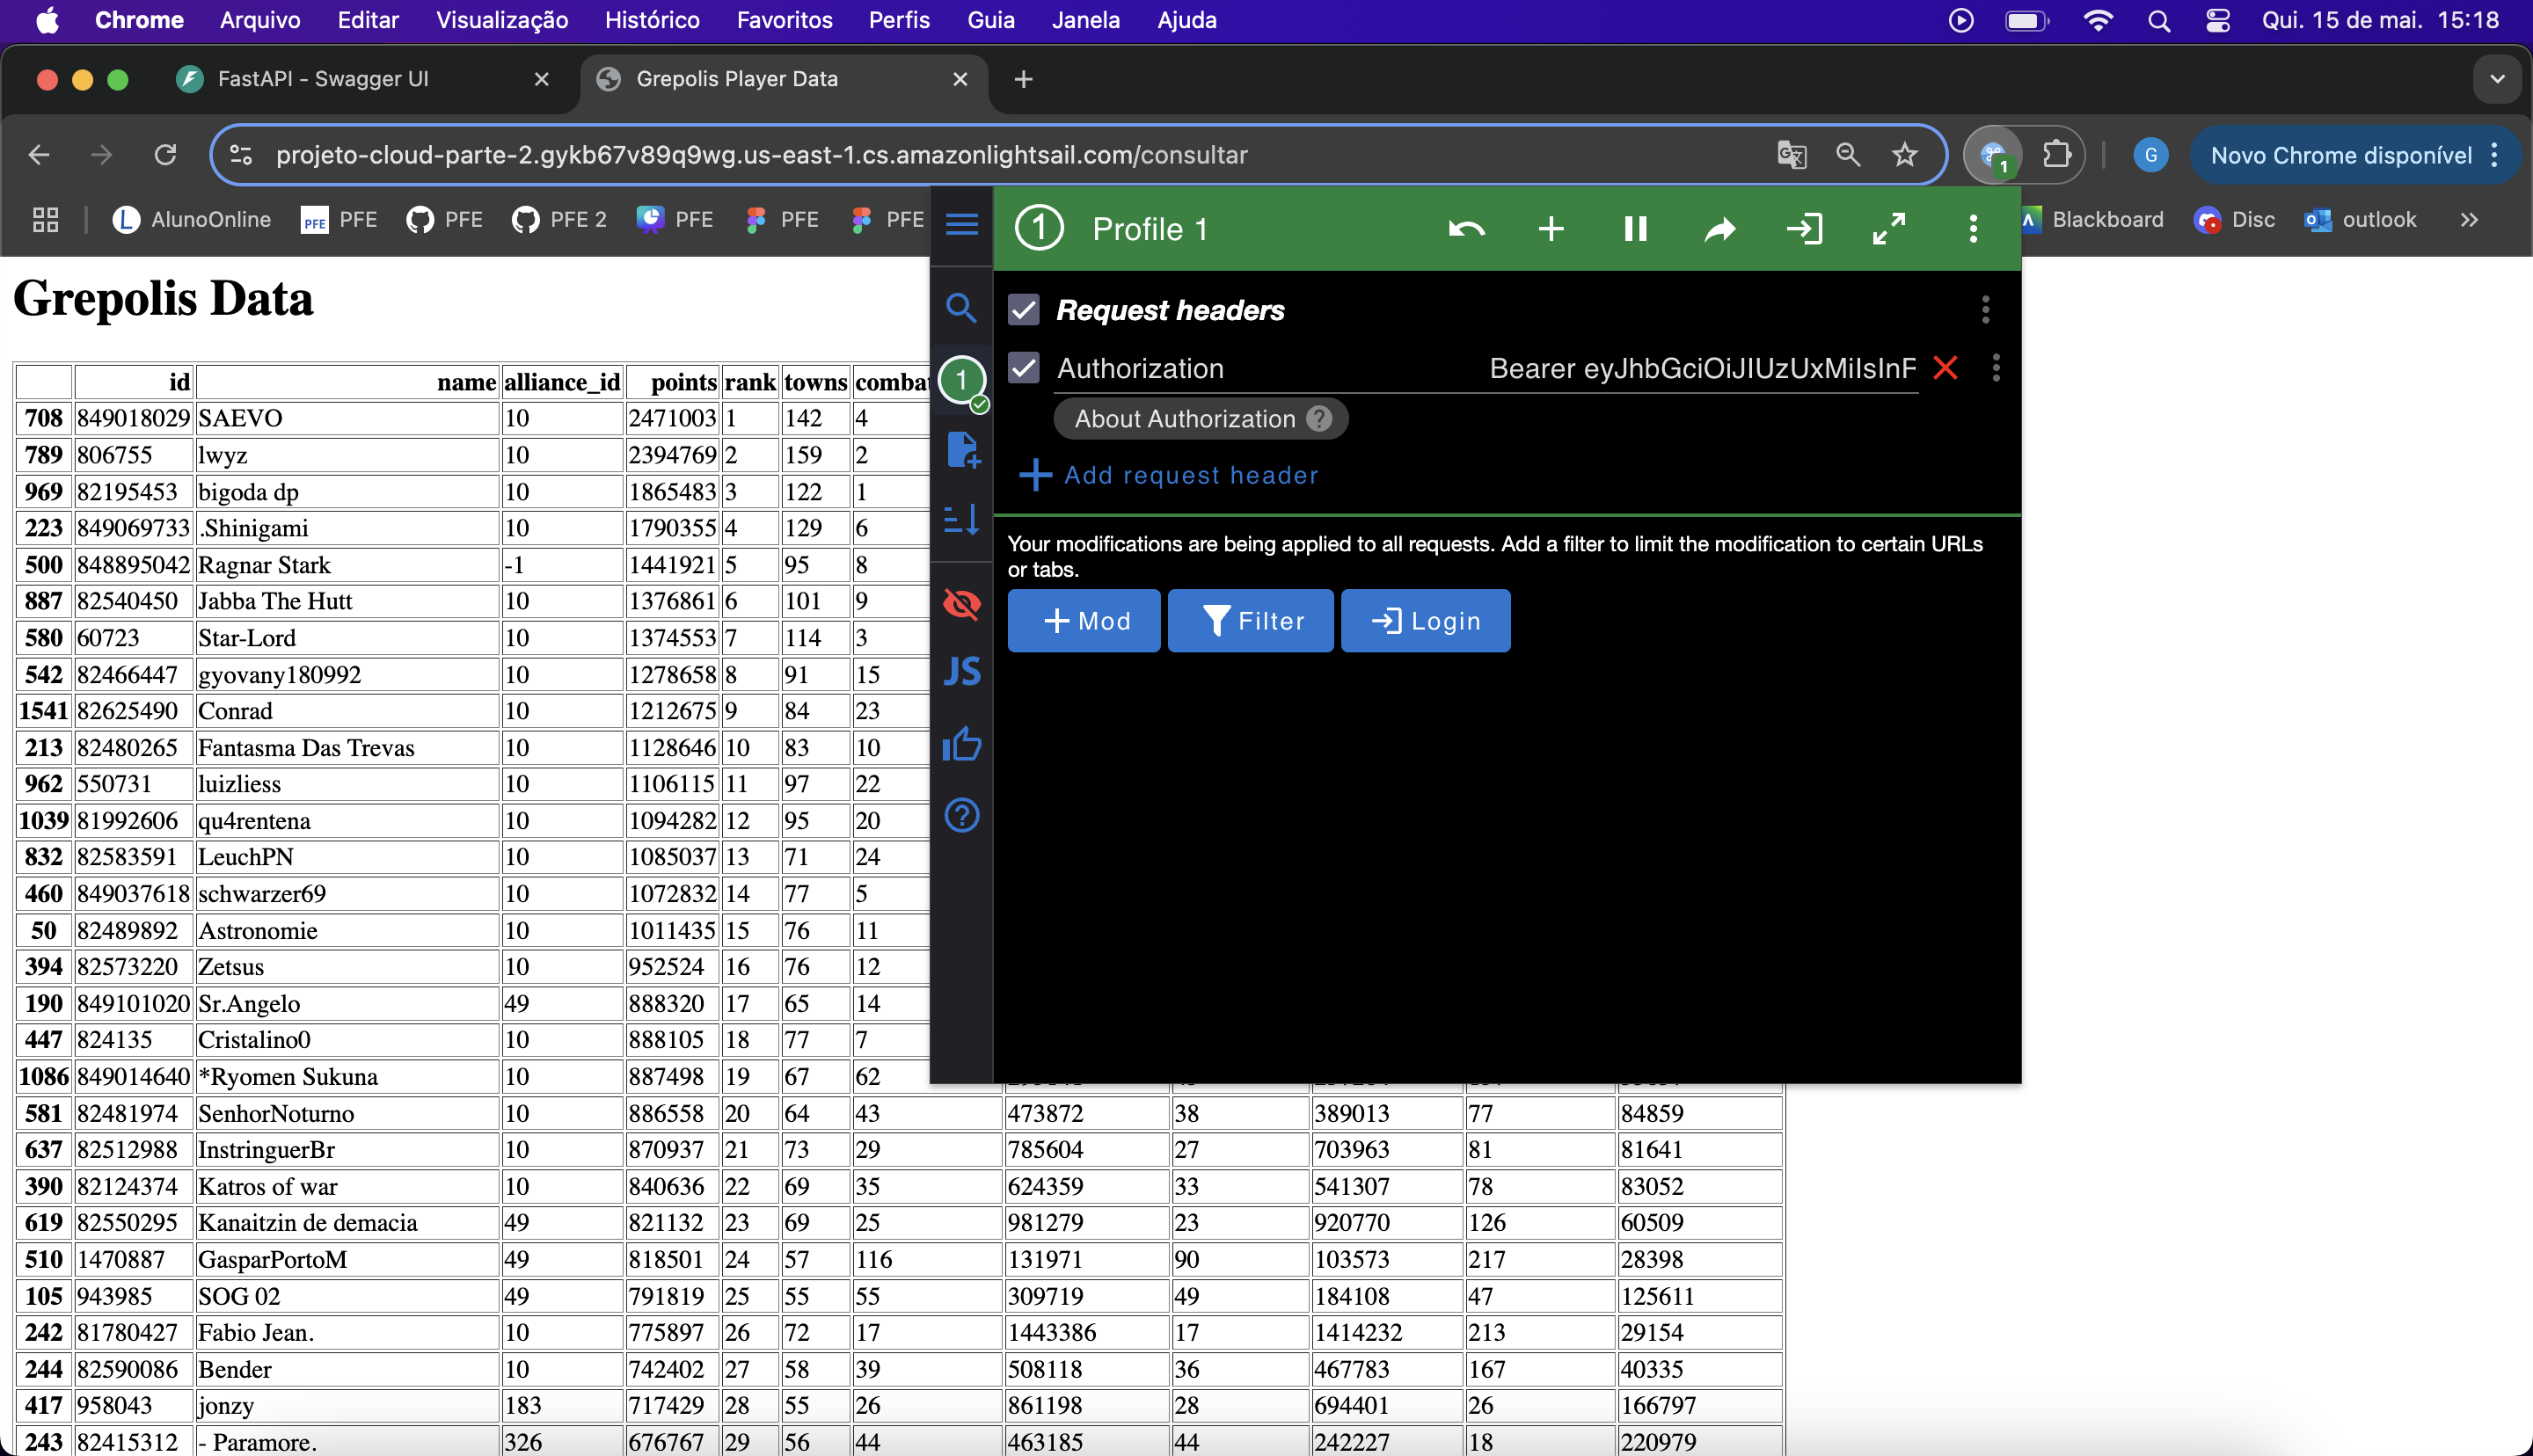 Chrome Arquivo Editar Visualização Histórico Favoritos Perfis Guia Janela Ajuda Qui. 15 de mai. 15:18
FastAPI - Swagger UI Grepolis Player Data
projeto-cloud-parte-2.gykb67v89q9wg.us-east-1.cs.amazonlightsail.com/consultar 1 G Novo Chrome disponível
L AlunoOnline PFE PFE PFE PFE 2 PFE PFE PFE Blackboard Disc outlook
1 Profile 1
Grepolis Data
Request headers
Authorization Bearer eyJhbGciOiJIUzUxMiIsInF
About Authorization ?
Add request header
Your modifications are being applied to all requests. Add a filter to limit the modification to certain URLs
or tabs.
Mod Filter Login
1
JS
?
id name alliance_id points rank towns combat
708 849018029 SAEVO 10 2471003 1 142 4
789 806755 lwyz 10 2394769 2 159 2
969 82195453 bigoda dp 10 1865483 3 122 1
223 849069733 .Shinigami 10 1790355 4 129 6
500 848895042 Ragnar Stark -1 1441921 5 95 8
887 82540450 Jabba The Hutt 10 1376861 6 101 9
580 60723 Star-Lord 10 1374553 7 114 3
542 82466447 gyovany180992 10 1278658 8 91 15
1541 82625490 Conrad 10 1212675 9 84 23
213 82480265 Fantasma Das Trevas 10 1128646 10 83 10
962 550731 luizliess 10 1106115 11 97 22
1039 81992606 qu4rentena 10 1094282 12 95 20
832 82583591 LeuchPN 10 1085037 13 71 24
460 849037618 schwarzer69 10 1072832 14 77 5
50 82489892 Astronomie 10 1011435 15 76 11
394 82573220 Zetsus 10 952524 16 76 12
190 849101020 Sr.Angelo 49 888320 17 65 14
447 824135 Cristalino0 10 888105 18 77 7
1086 849014640 *Ryomen Sukuna 10 887498 19 67 62
581 82481974 SenhorNoturno 10 886558 20 64 43 473872 38 389013 77 84859
637 82512988 InstringuerBr 10 870937 21 73 29 785604 27 703963 81 81641
390 82124374 Katros of war 10 840636 22 69 35 624359 33 541307 78 83052
619 82550295 Kanaitzin de demacia 49 821132 23 69 25 981279 23 920770 126 60509
510 1470887 GasparPortoM 49 818501 24 57 116 131971 90 103573 217 28398
105 943985 SOG 02 49 791819 25 55 55 309719 49 184108 47 125611
242 81780427 Fabio Jean. 10 775897 26 72 17 1443386 17 1414232 213 29154
244 82590086 Bender 10 742402 27 58 39 508118 36 467783 167 40335
417 958043 jonzy 183 717429 28 55 26 861198 28 694401 26 166797
243 82415312 - Paramore. 326 676767 29 56 44 463185 44 242227 18 220979